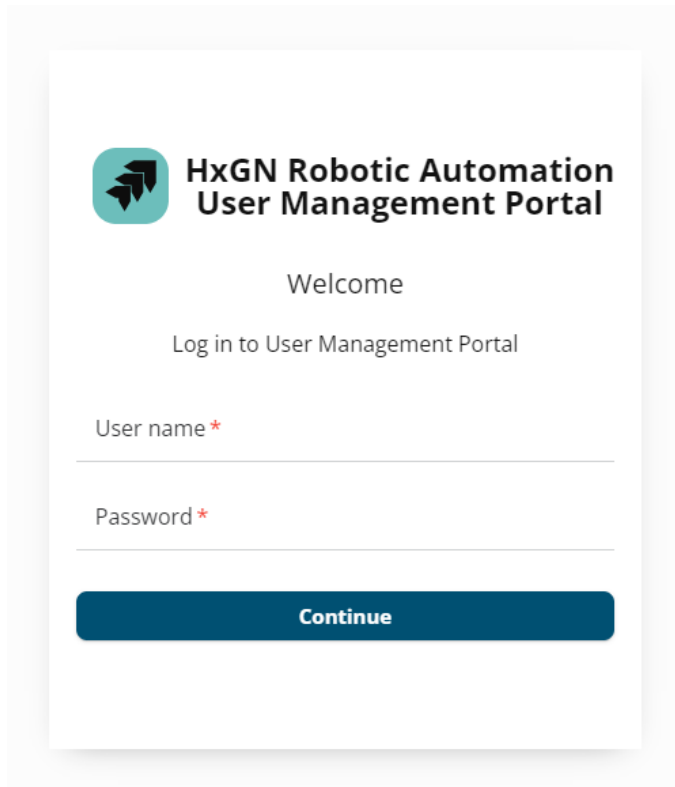 HxGN Robotic Automation
User Management Portal
Welcome
Log in to User Management Portal
User name *
Password *
Continue